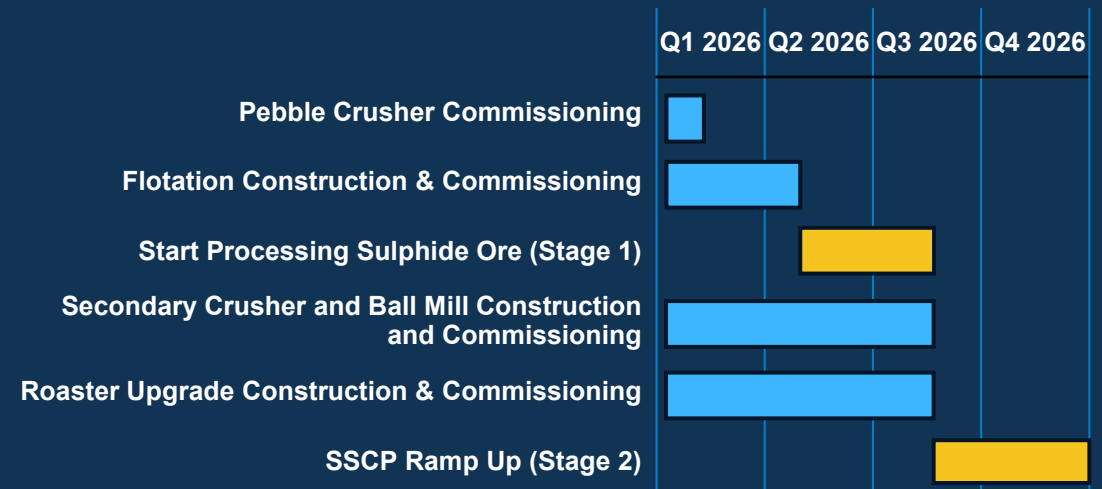 Q1 2026 Q2 2026 Q3 2026 Q4 2026
Pebble Crusher Commissioning
Flotation Construction & Commissioning
Start Processing Sulphide Ore (Stage 1)
Secondary Crusher and Ball Mill Construction
and Commissioning
Roaster Upgrade Construction & Commissioning
SSCP Ramp Up (Stage 2)